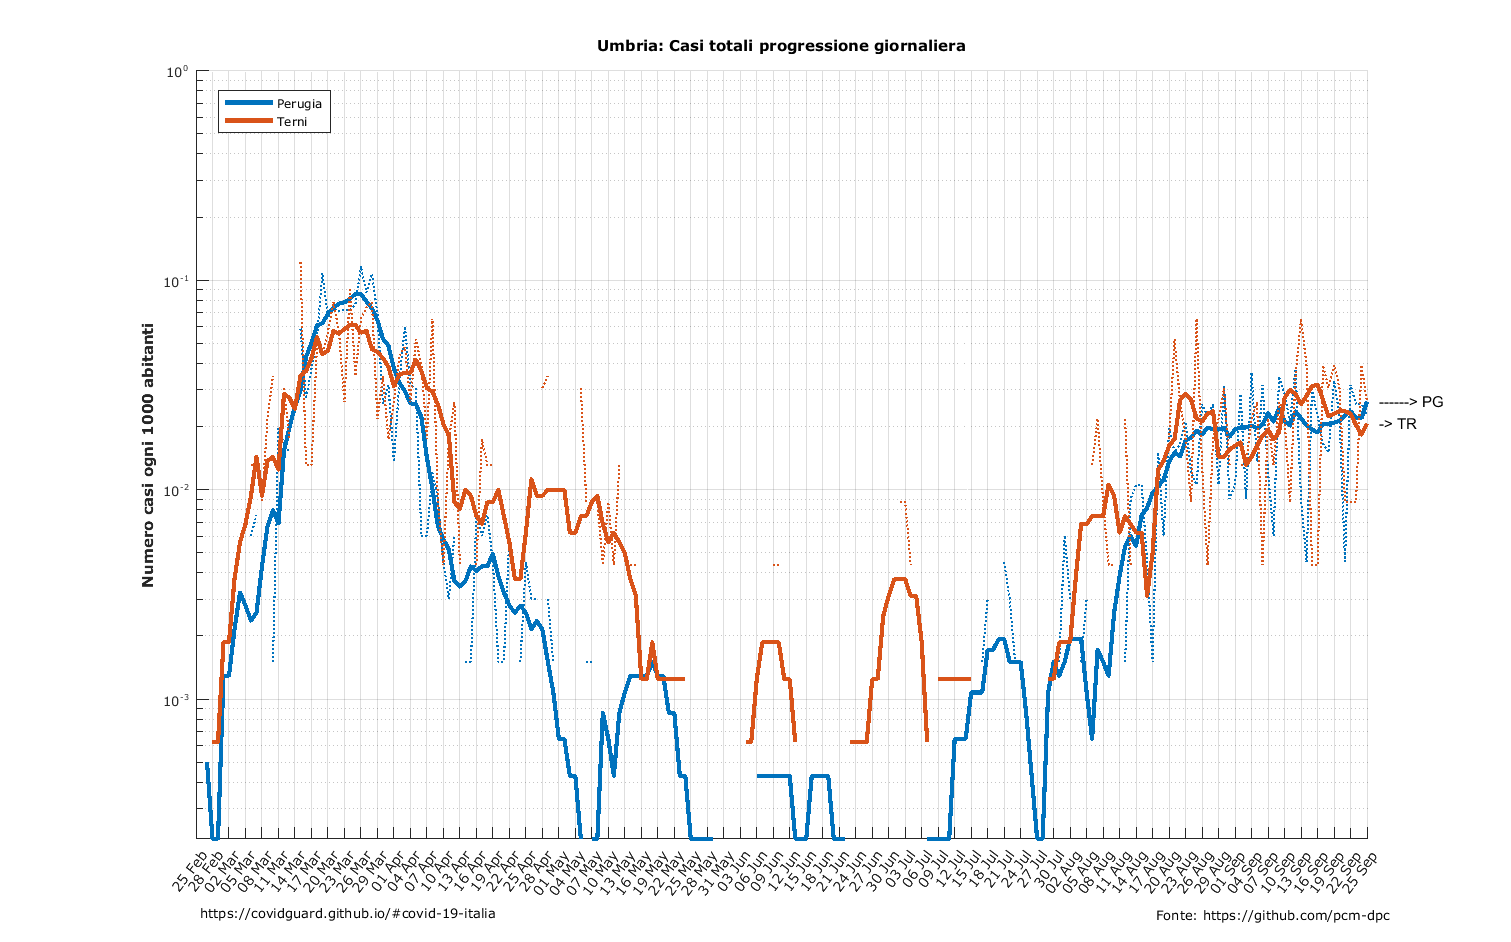 Umbria: Casi totali progressione giornaliera
10^0
10^-1
10^-2
10^-3
Numero casi ogni 1000 abitanti
Perugia
Terni
------> PG
-> TR
25 Feb
28 Feb
02 Mar
05 Mar
08 Mar
11 Mar
14 Mar
17 Mar
20 Mar
23 Mar
26 Mar
29 Mar
01 Apr
04 Apr
07 Apr
10 Apr
13 Apr
16 Apr
19 Apr
22 Apr
25 Apr
28 Apr
01 May
04 May
07 May
10 May
13 May
16 May
19 May
22 May
25 May
28 May
31 May
03 Jun
06 Jun
09 Jun
12 Jun
15 Jun
18 Jun
21 Jun
24 Jun
27 Jun
30 Jun
03 Jul
06 Jul
09 Jul
12 Jul
15 Jul
18 Jul
21 Jul
24 Jul
27 Jul
30 Jul
02 Aug
05 Aug
08 Aug
11 Aug
14 Aug
17 Aug
20 Aug
23 Aug
26 Aug
29 Aug
01 Sep
04 Sep
07 Sep
10 Sep
13 Sep
16 Sep
19 Sep
22 Sep
25 Sep
https://covidguard.github.io/#covid-19-italia
Fonte: https://github.com/pcm-dpc